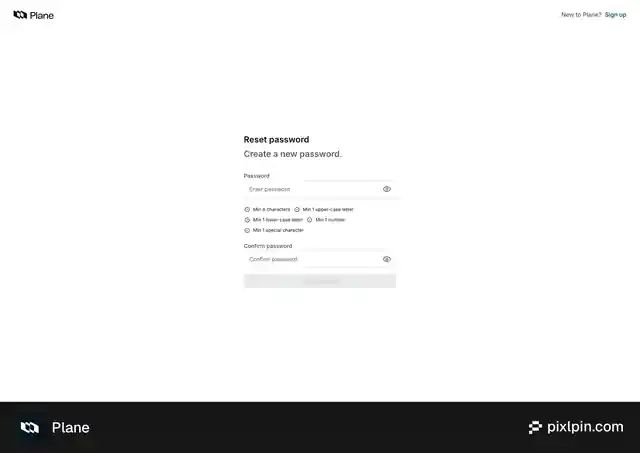 Plane
New to Plane? Sign up
Reset password
Create a new password.
Password
Enter password
Min 8 characters Min 1 upper-case letter
Min 1 lower-case letter Min 1 number
Min 1 special character
Confirm password
Confirm password
Plane
pixlpin.com